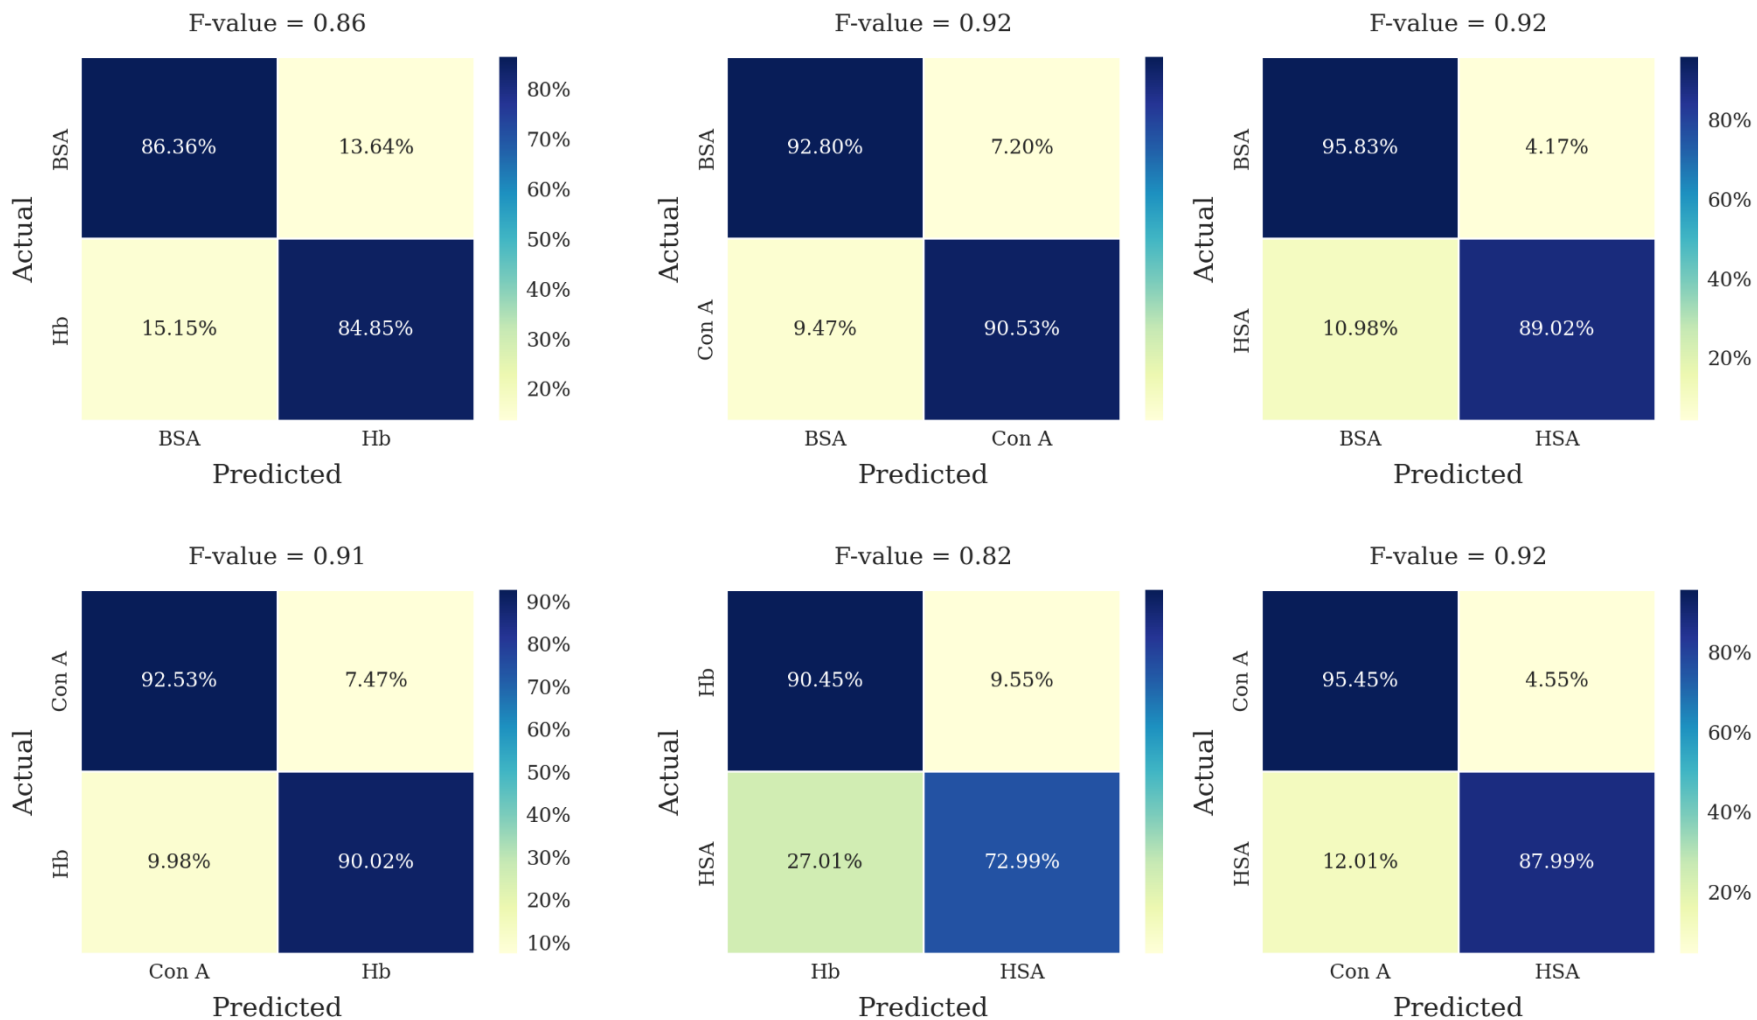 F-value = 0.86
80%
70%
60%
50%
40%
30%
20%
Actual
BSA
Hb
86.36%
13.64%
15.15%
84.85%
BSA
Hb
Predicted
F-value = 0.92
Actual
BSA
Con A
92.80%
7.20%
9.47%
90.53%
BSA
Con A
Predicted
F-value = 0.92
80%
60%
40%
20%
Actual
BSA
HSA
95.83%
4.17%
10.98%
89.02%
BSA
HSA
Predicted
F-value = 0.91
90%
80%
70%
60%
50%
40%
30%
20%
10%
Actual
Con A
Hb
92.53%
7.47%
9.98%
90.02%
Con A
Hb
Predicted
F-value = 0.82
Actual
Hb
HSA
90.45%
9.55%
27.01%
72.99%
Hb
HSA
Predicted
F-value = 0.92
80%
60%
40%
20%
Actual
Con A
HSA
95.45%
4.55%
12.01%
87.99%
Con A
HSA
Predicted